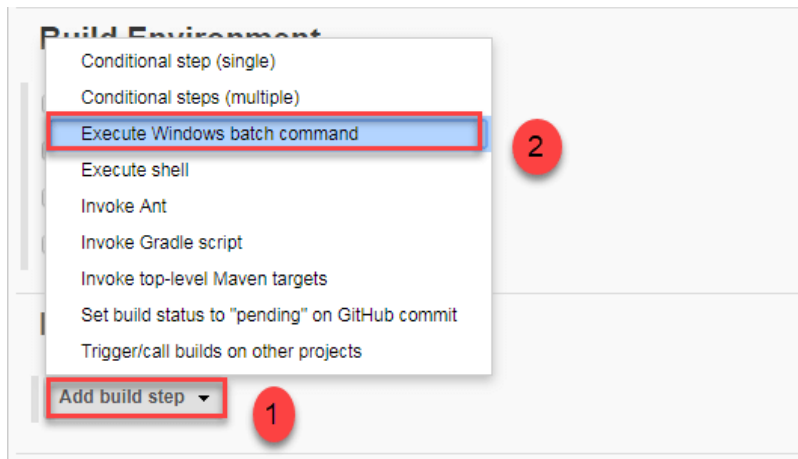 Build Environment
Conditional step (single)
Conditional steps (multiple)
Execute Windows batch command
2
Execute shell
Invoke Ant
Invoke Gradle script
Invoke top-level Maven targets
Set build status to "pending" on GitHub commit
Trigger/call builds on other projects
Add build step
1